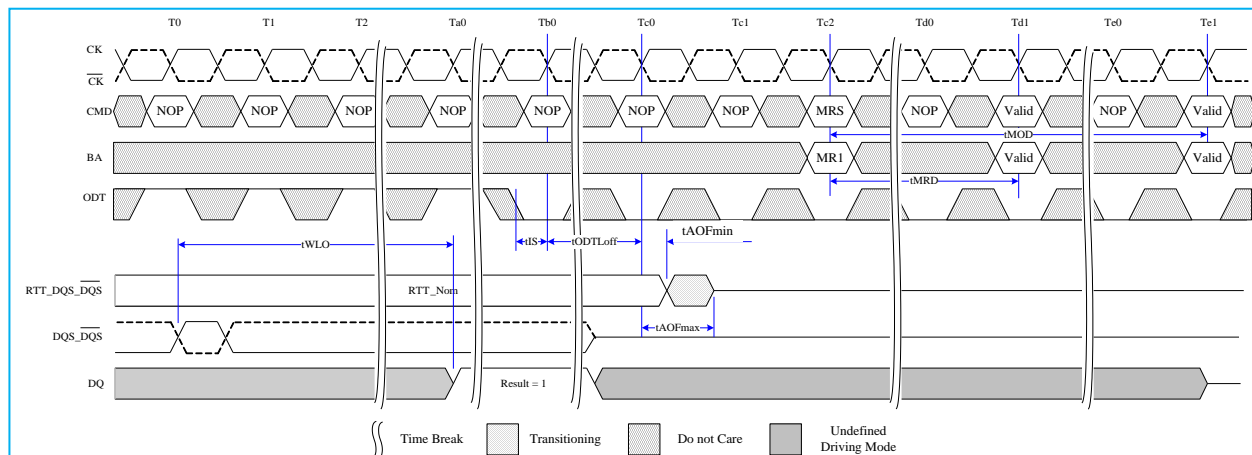 T0 T1 T2 Ta0 Tb0 Tc0 Tc1 Tc2 Td0 Td1 Te0 Te1
CK
CK
CMD NOP NOP NOP NOP NOP NOP NOP MRS NOP Valid NOP Valid
tMOD
BA MR1 Valid Valid
tMRD
ODT
tWLO tIS tODTLoff tAOFmin
RTT_DQS_DQS RTT_Nom
tAOFmax
DQS_DQS
DQ Result = 1
Time Break Transitioning Do not Care Undefined
Driving Mode